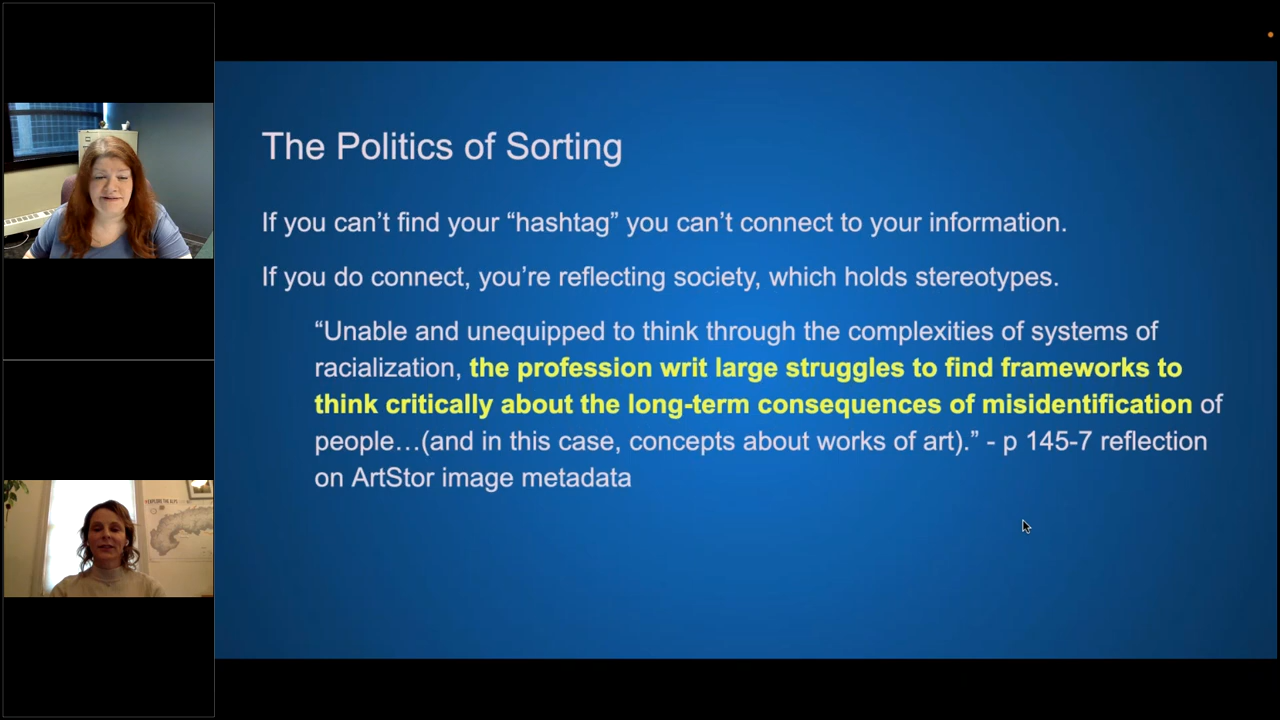 The Politics of Sorting
If you can’t find your “hashtag” you can’t connect to your information.
If you do connect, you’re reflecting society, which holds stereotypes.
“Unable and unequipped to think through the complexities of systems of
racialization, the profession writ large struggles to find frameworks to
think critically about the long-term consequences of misidentification of
people…(and in this case, concepts about works of art).” - p 145-7 reflection
on ArtStor image metadata
EXPLORE THE ALPS